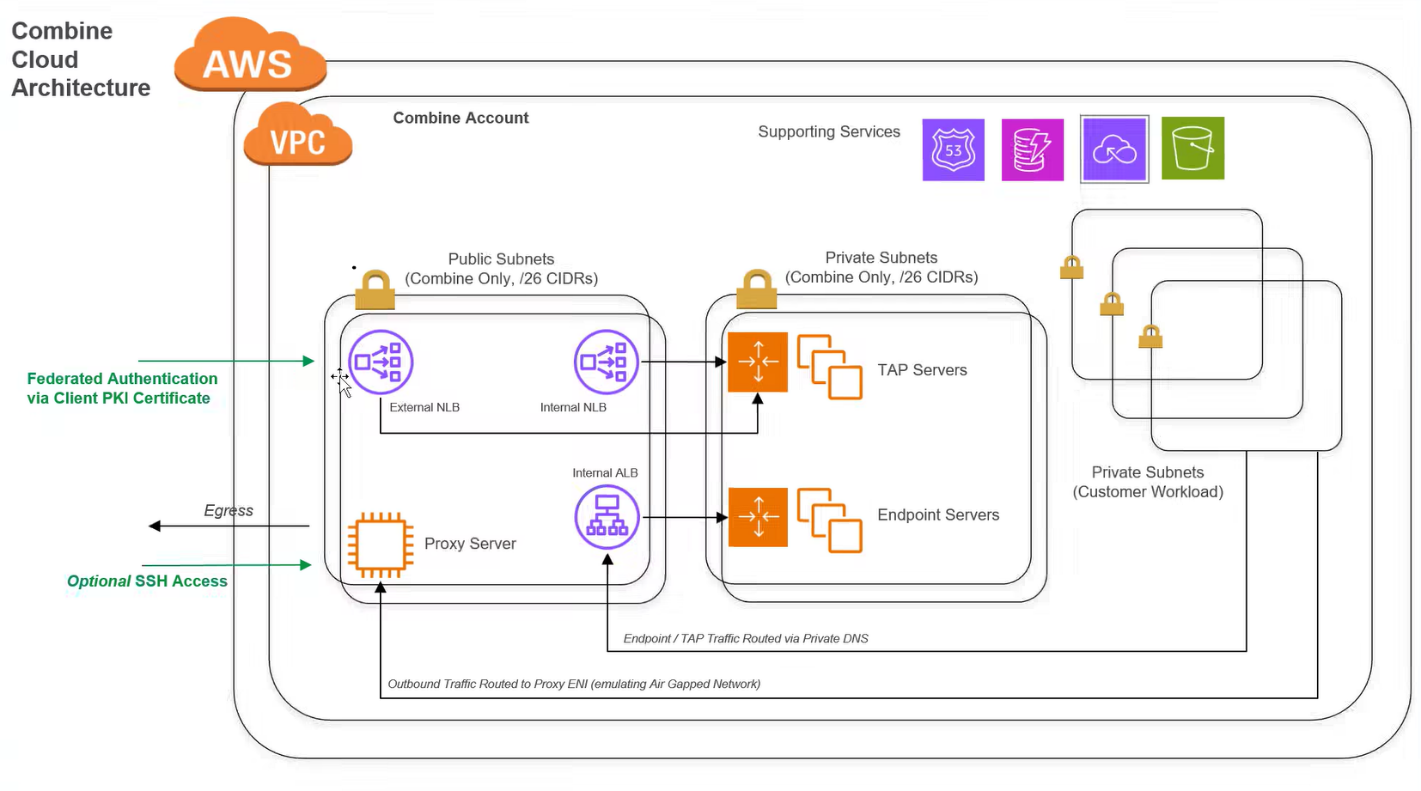 Combine
Cloud
Architecture
AWS
VPC
Combine Account
Supporting Services
53
Public Subnets
(Combine Only, /26 CIDRs)
Private Subnets
(Combine Only, /26 CIDRs)
Federated Authentication
via Client PKI Certificate
External NLB
Internal NLB
TAP Servers
Internal ALB
Private Subnets
(Customer Workload)
Egress
Proxy Server
Endpoint Servers
Optional SSH Access
Endpoint / TAP Traffic Routed via Private DNS
Outbound Traffic Routed to Proxy ENI (emulating Air Gapped Network)